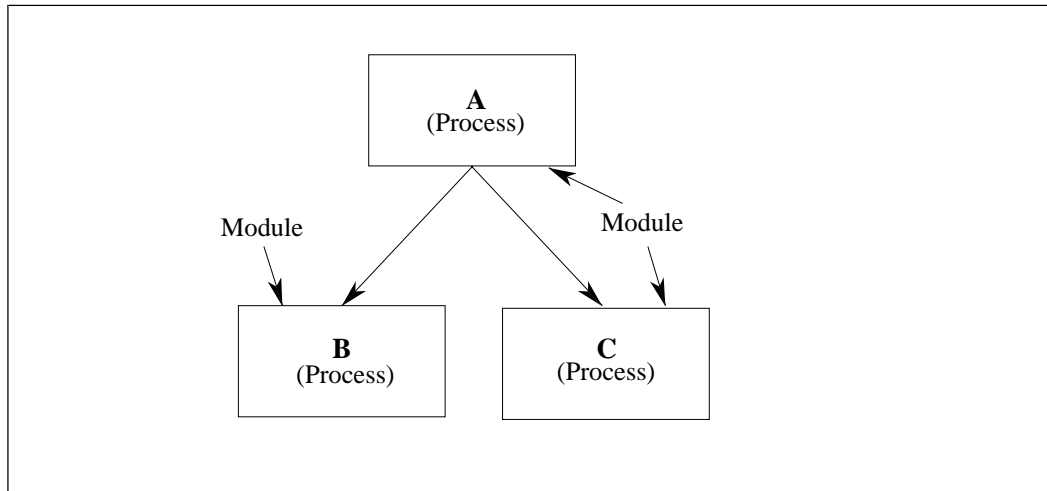 A
(Process)
Module
Module
B
(Process)
C
(Process)